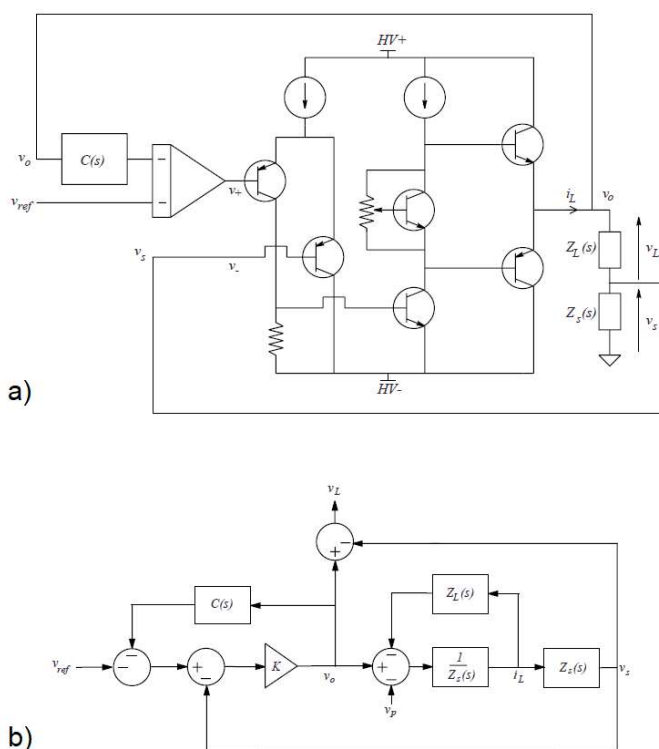 HV+
v_o
C(s)
−
v_ref
−
v_+
v_s
v_-
i_L
v_o
Z_L(s)
v_L
Z_s(s)
v_s
HV-
a)
v_L
+
−
C(s)
Z_L(s)
v_ref
−
−
+
−
K
v_o
+
−
−
1
Z_s(s)
i_L
Z_s(s)
v_s
v_p
b)